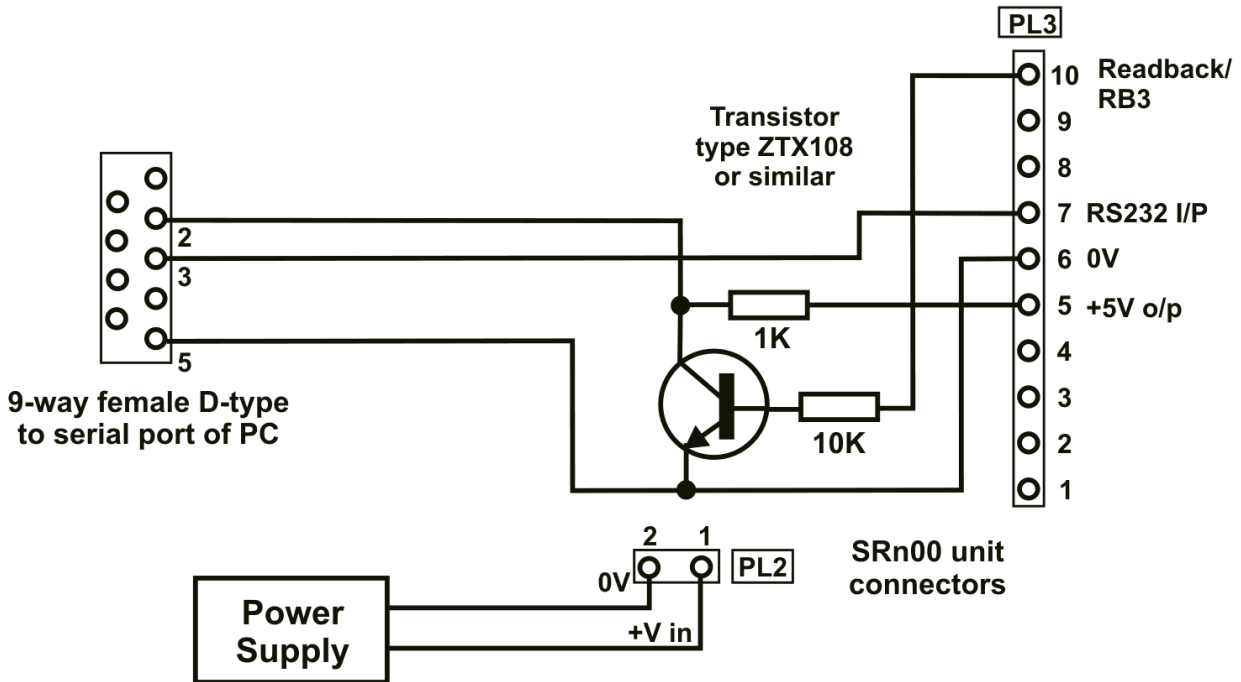 PL3
10 Readback/
RB3
9
8
7 RS232 I/P
6 0V
5 +5V o/p
4
3
2
1
Transistor
type ZTX108
or similar
2
3
5
9-way female D-type
to serial port of PC
1K
10K
2 1
PL2
0V
+V in
SRn00 unit
connectors
Power
Supply